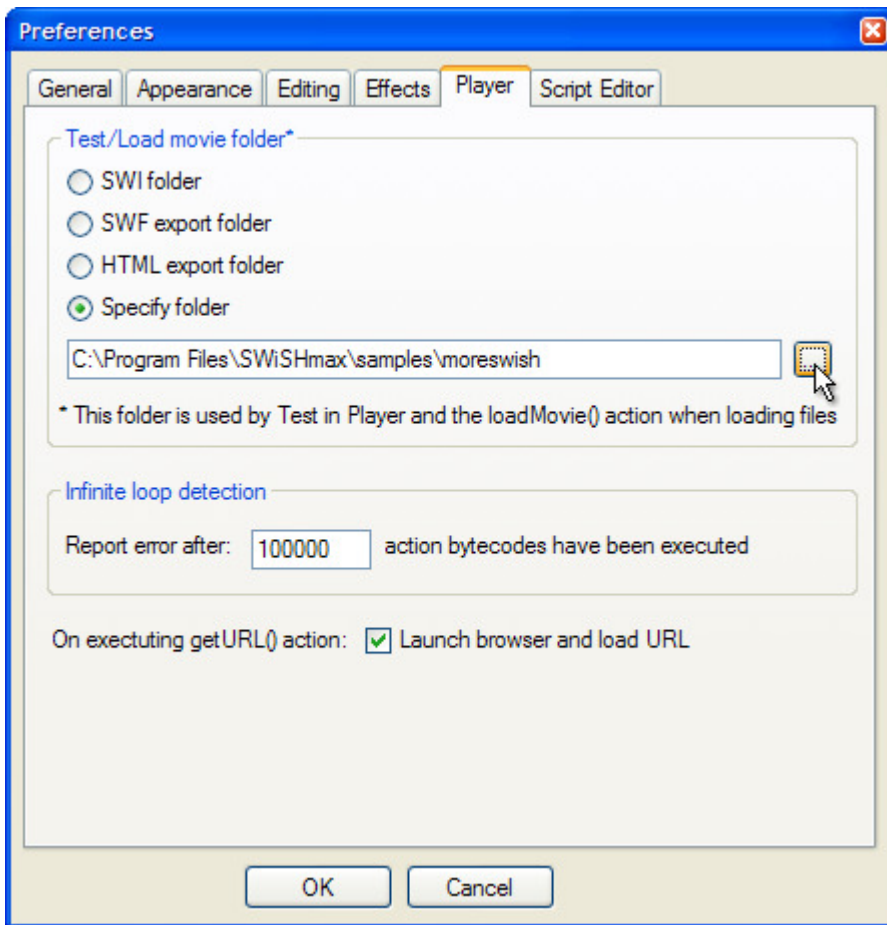 Preferences
General Appearance Editing Effects Player Script Editor
Test/Load movie folder*
SWI folder
SWF export folder
HTML export folder
Specify folder
C:\Program Files\SWiSHmax\samples\moreswish ...
* This folder is used by Test in Player and the loadMovie() action when loading files
Infinite loop detection
Report error after: 100000 action bytecodes have been executed
On exectuting getURL() action: Launch browser and load URL
OK Cancel